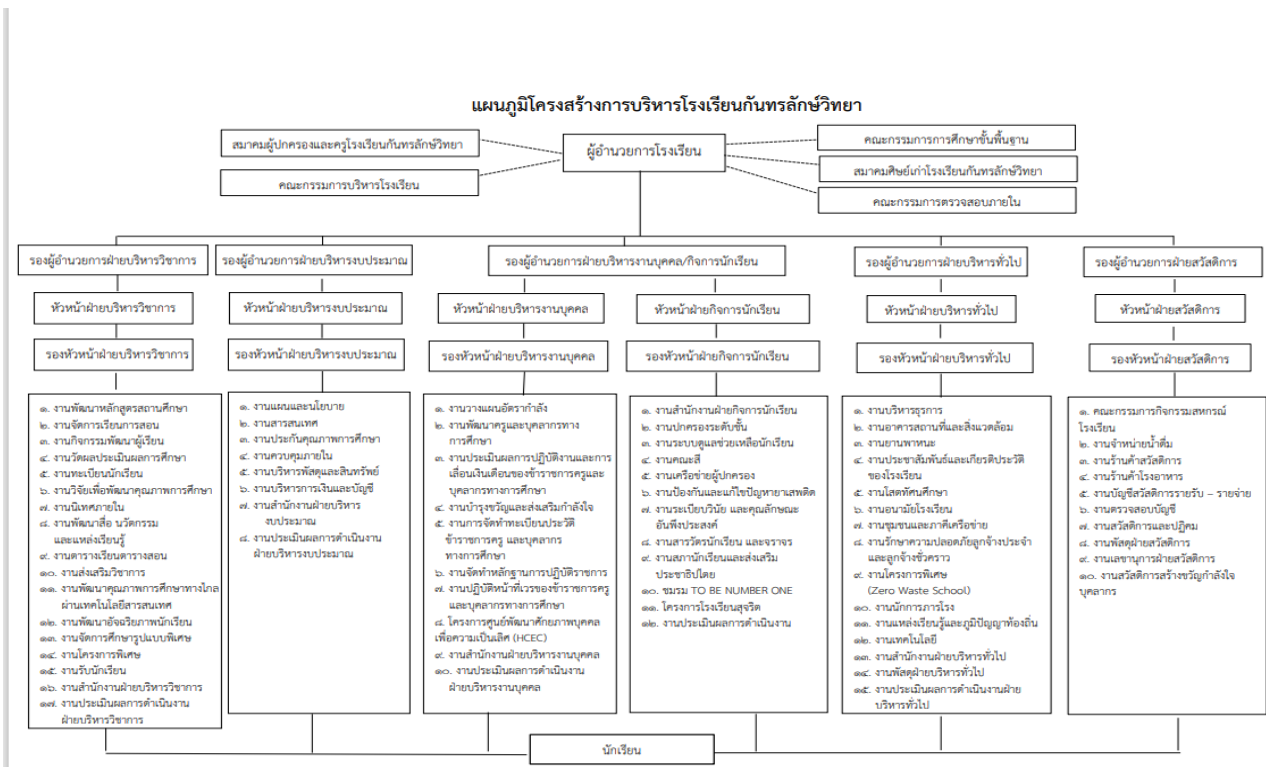 แผนภูมิโครงสร้างการบริหารโรงเรียนกันทรลักษ์วิทยา
สมาคมผู้ปกครองและครูโรงเรียนกันทรลักษ์วิทยา
คณะกรรมการบริหารโรงเรียน
ผู้อำนวยการโรงเรียน
คณะกรรมการการศึกษาขั้นพื้นฐาน
สมาคมศิษย์เก่าโรงเรียนกันทรลักษ์วิทยา
คณะกรรมการตรวจสอบภายใน
รองผู้อำนวยการฝ่ายบริหารวิชาการ
รองผู้อำนวยการฝ่ายบริหารงบประมาณ
รองผู้อำนวยการฝ่ายบริหารงานบุคคล/กิจการนักเรียน
รองผู้อำนวยการฝ่ายบริหารทั่วไป
รองผู้อำนวยการฝ่ายสวัสดิการ
หัวหน้าฝ่ายบริหารวิชาการ
หัวหน้าฝ่ายบริหารงบประมาณ
หัวหน้าฝ่ายบริหารงานบุคคล
หัวหน้าฝ่ายกิจการนักเรียน
หัวหน้าฝ่ายบริหารทั่วไป
หัวหน้าฝ่ายสวัสดิการ
รองหัวหน้าฝ่ายบริหารวิชาการ
รองหัวหน้าฝ่ายบริหารงบประมาณ
รองหัวหน้าฝ่ายบริหารงานบุคคล
รองหัวหน้าฝ่ายกิจการนักเรียน
รองหัวหน้าฝ่ายบริหารทั่วไป
รองหัวหน้าฝ่ายสวัสดิการ
๑. งานพัฒนาหลักสูตรสถานศึกษา
๒. งานจัดการเรียนการสอน
๓. งานกิจกรรมพัฒนาผู้เรียน
๔. งานวัดผลประเมินผลการศึกษา
๕. งานทะเบียนนักเรียน
๖. งานวิจัยเพื่อพัฒนาคุณภาพการศึกษา
๗. งานนิเทศภายใน
๘. งานพัฒนาสื่อ นวัตกรรม
และแหล่งเรียนรู้
๙. งานตารางเรียนตารางสอน
๑๐. งานส่งเสริมวิชาการ
๑๑. งานพัฒนาคุณภาพการศึกษาทางไกล
ผ่านเทคโนโลยีสารสนเทศ
๑๒. งานพัฒนาอัจฉริยภาพนักเรียน
๑๓. งานจัดการศึกษารูปแบบพิเศษ
๑๔. งานโครงการพิเศษ
๑๕. งานรับนักเรียน
๑๖. งานสำนักงานฝ่ายบริหารวิชาการ
๑๗. งานประเมินผลการดำเนินงาน
ฝ่ายบริหารวิชาการ
๑. งานแผนและนโยบาย
๒. งานสารสนเทศ
๓. งานประกันคุณภาพการศึกษา
๔. งานควบคุมภายใน
๕. งานบริหารพัสดุและสินทรัพย์
๖. งานบริหารการเงินและบัญชี
๗. งานสำนักงานฝ่ายบริหาร
งบประมาณ
๘. งานประเมินผลการดำเนินงาน
ฝ่ายบริหารงบประมาณ
๑. งานวางแผนอัตรากำลัง
๒. งานพัฒนาครูและบุคลากรทาง
การศึกษา
๓. งานประเมินผลการปฏิบัติงานและการ
เลื่อนเงินเดือนของข้าราชการครูและ
บุคลากรทางการศึกษา
๔. งานบำรุงขวัญและส่งเสริมกำลังใจ
๕. งานการจัดทำทะเบียนประวัติ
ข้าราชการครู และบุคลากร
ทางการศึกษา
๖. งานจัดทำหลักฐานการปฏิบัติราชการ
๗. งานปฏิบัติหน้าที่เวรของข้าราชการครู
และบุคลากรทางการศึกษา
๘. โครงการศูนย์พัฒนาศักยภาพบุคคล
เพื่อความเป็นเลิศ (HCEC)
๙. งานสำนักงานฝ่ายบริหารงานบุคคล
๑๐. งานประเมินผลการดำเนินงาน
ฝ่ายบริหารงานบุคคล
๑. งานสำนักงานฝ่ายกิจการนักเรียน
๒. งานปกครองระดับชั้น
๓. งานระบบดูแลช่วยเหลือนักเรียน
๔. งานคณะสี
๕. งานเครือข่ายผู้ปกครอง
๖. งานป้องกันและแก้ไขปัญหายาเสพติด
๗. งานระเบียบวินัย และคุณลักษณะ
อันพึงประสงค์
๘. งานสารวัตรนักเรียน และจราจร
๙. งานสภานักเรียนและส่งเสริม
ประชาธิปไตย
๑๐. ชมรม TO BE NUMBER ONE
๑๑. โครงการโรงเรียนสุจริต
๑๒. งานประเมินผลการดำเนินงาน
๑. งานบริหารธุรการ
๒. งานอาคารสถานที่และสิ่งแวดล้อม
๓. งานยานพาหนะ
๔. งานประชาสัมพันธ์และเกียรติประวัติ
ของโรงเรียน
๕. งานโสตทัศนศึกษา
๖. งานอนามัยโรงเรียน
๗. งานชุมชนและภาคีเครือข่าย
๘. งานรักษาความปลอดภัยลูกจ้างประจำ
และลูกจ้างชั่วคราว
๙. งานโครงการพิเศษ
(Zero Waste School)
๑๐. งานนักการภารโรง
๑๑. งานแหล่งเรียนรู้และภูมิปัญญาท้องถิ่น
๑๒. งานเทคโนโลยี
๑๓. งานสำนักงานฝ่ายบริหารทั่วไป
๑๔. งานพัสดุฝ่ายบริหารทั่วไป
๑๕. งานประเมินผลการดำเนินงานฝ่าย
บริหารทั่วไป
๑. คณะกรรมการกิจกรรมสหกรณ์
โรงเรียน
๒. งานจำหน่ายน้ำดื่ม
๓. งานร้านค้าสวัสดิการ
๔. งานร้านค้าโรงอาหาร
๕. งานบัญชีสวัสดิการรายรับ – รายจ่าย
๖. งานตรวจสอบบัญชี
๗. งานสวัสดิการและปฏิคม
๘. งานพัสดุฝ่ายสวัสดิการ
๙. งานเลขานุการฝ่ายสวัสดิการ
๑๐. งานสวัสดิการสร้างขวัญกำลังใจ
บุคลากร
นักเรียน